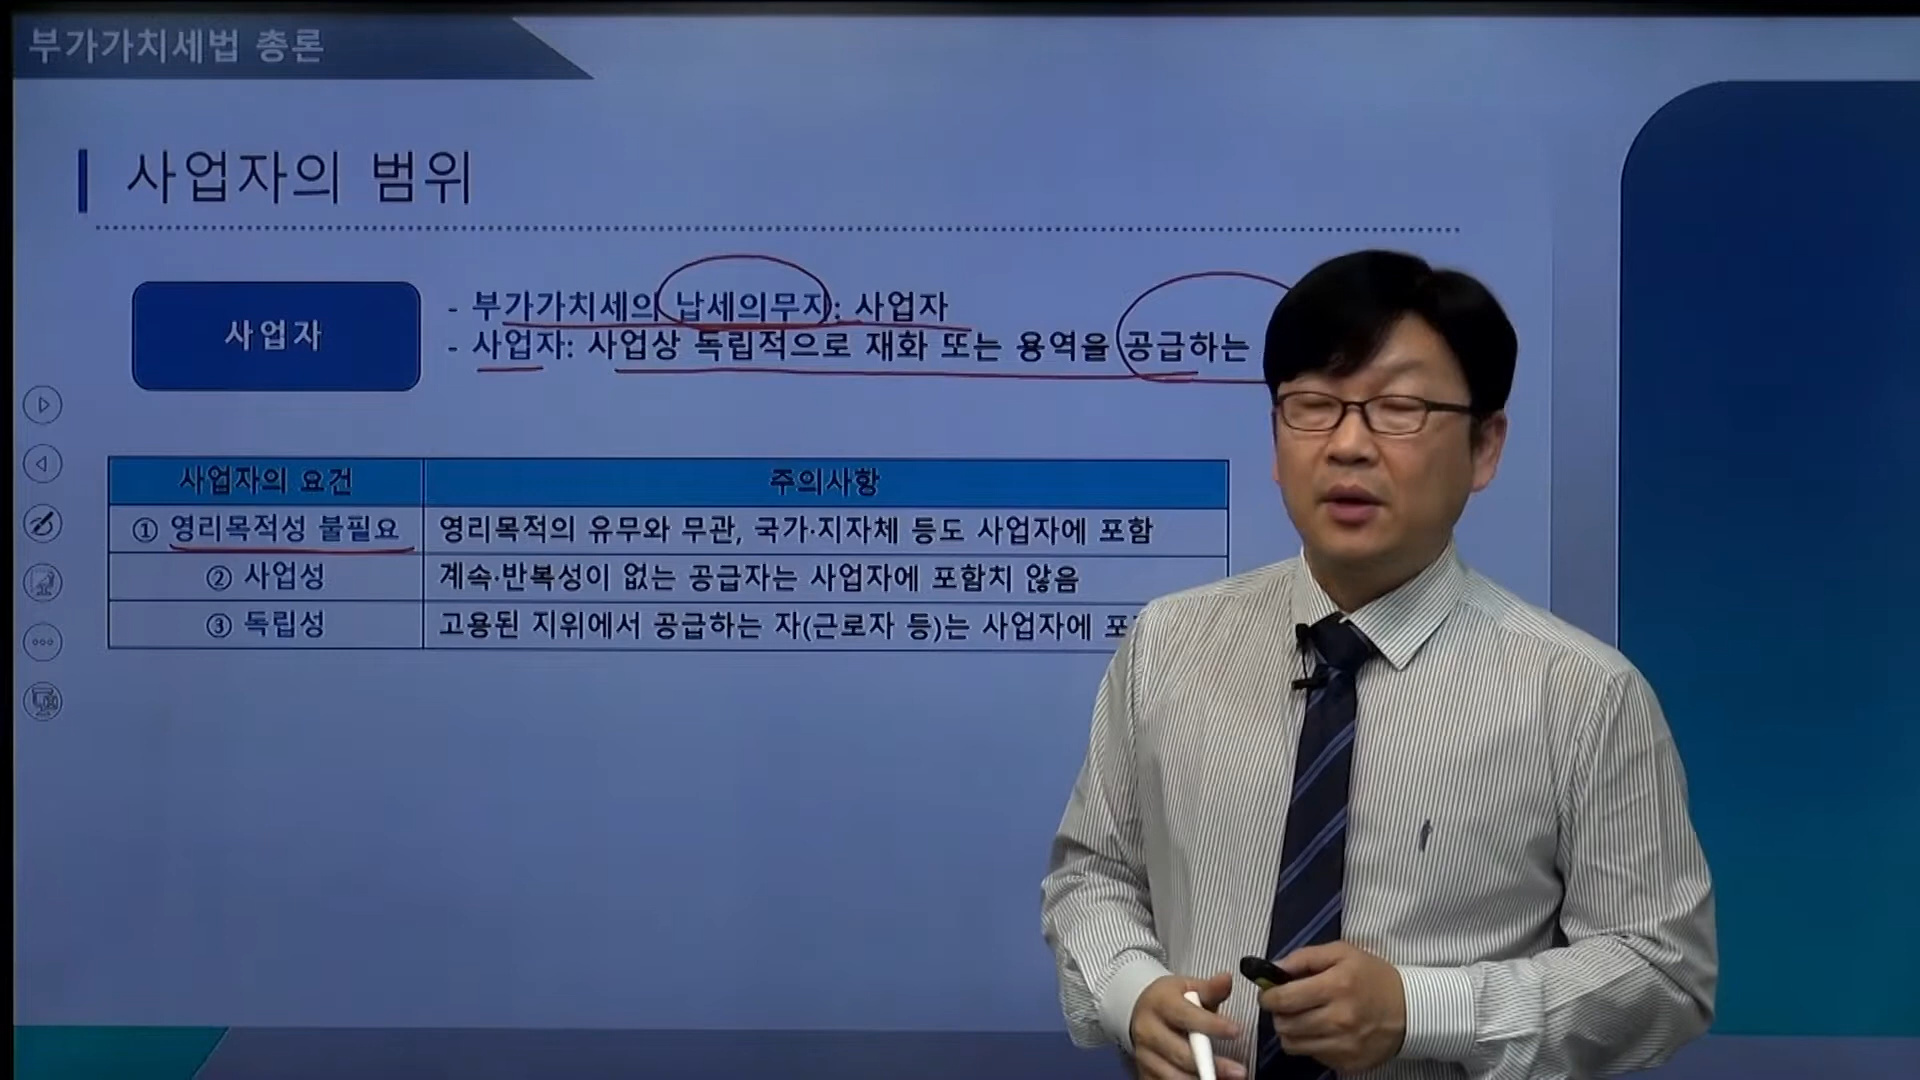 부가가치세법 총론
사업자의 범위
사업자
- 부가가치세의 납세의무자: 사업자
- 사업자: 사업상 독립적으로 재화 또는 용역을 공급하는
사업자의 요건 주의사항
① 영리목적성 불필요 영리목적의 유무와 무관, 국가·지자체 등도 사업자에 포함
② 사업성 계속·반복성이 없는 공급자는 사업자에 포함치 않음
③ 독립성 고용된 지위에서 공급하는 자(근로자 등)는 사업자에